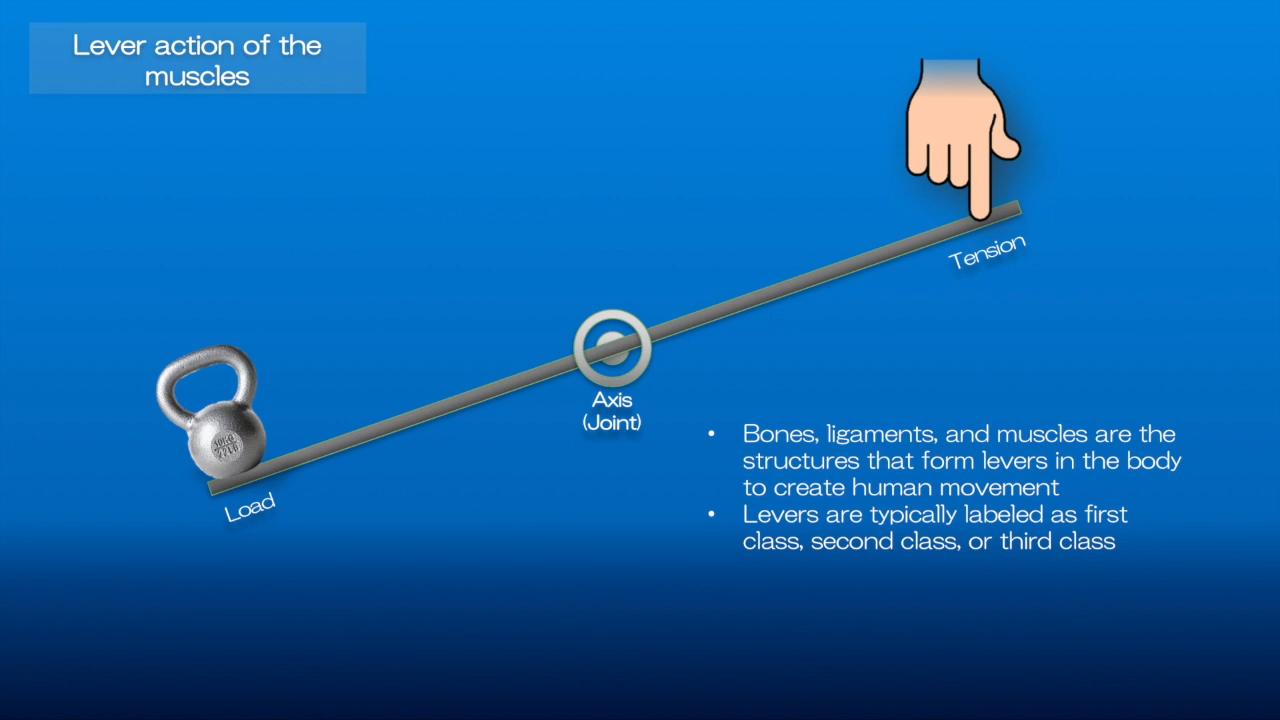 Lever action of the
muscles
Tension
Axis
(Joint)
Load
• Bones, ligaments, and muscles are the
structures that form levers in the body
to create human movement
• Levers are typically labeled as first
class, second class, or third class